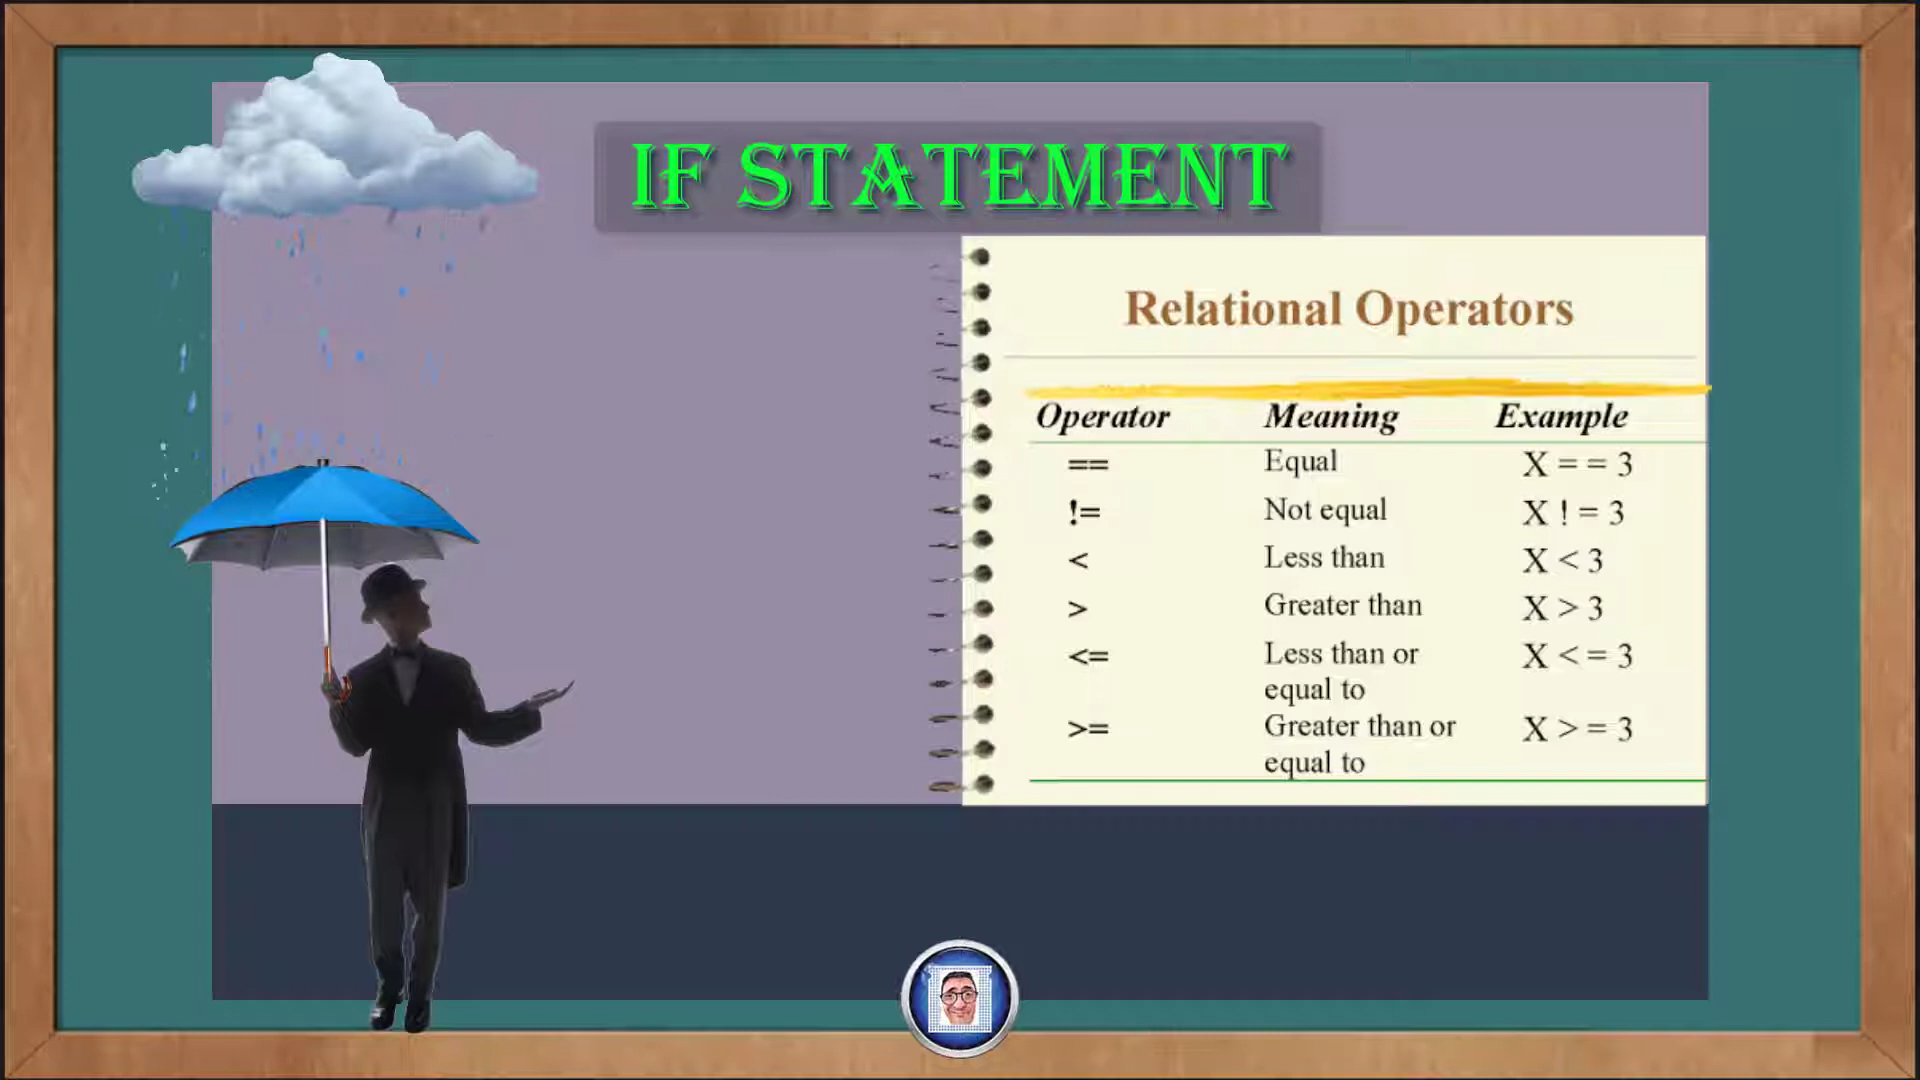 IF STATEMENT
Relational Operators
Operator Meaning Example
== Equal X = = 3
!= Not equal X ! = 3
< Less than X < 3
> Greater than X > 3
<= Less than or X < = 3
equal to
>= Greater than or X > = 3
equal to